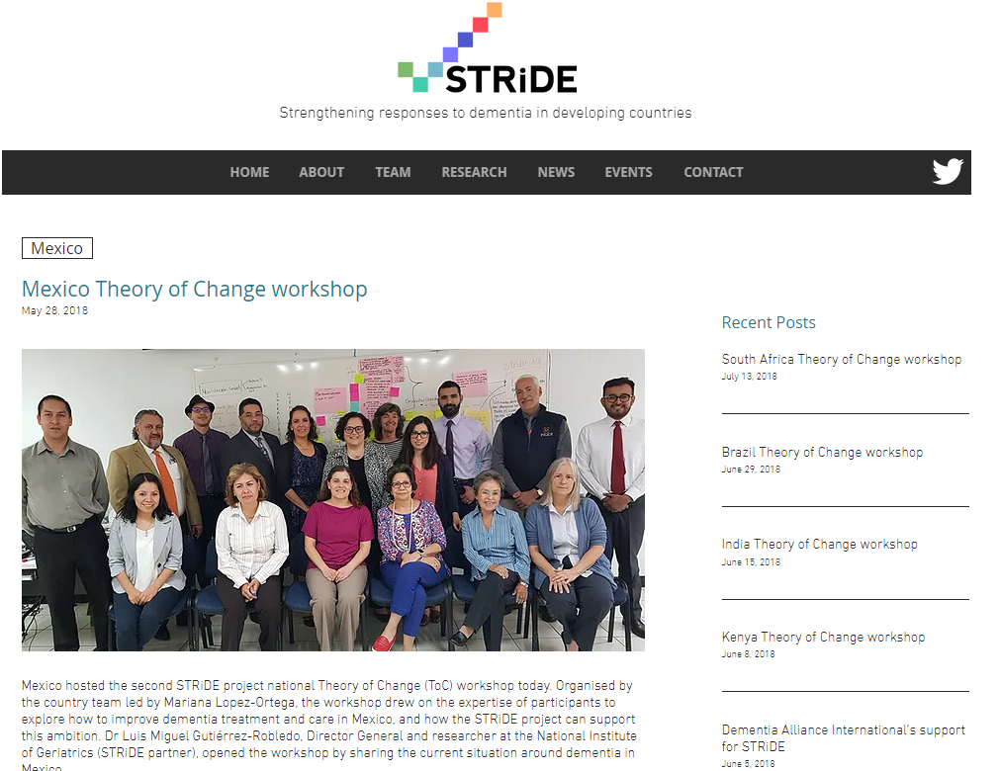 STRiDE
Strengthening responses to dementia in developing countries
HOME ABOUT TEAM RESEARCH NEWS EVENTS CONTACT
Mexico
Mexico Theory of Change workshop
May 28, 2018
Mexico hosted the second STRiDE project national Theory of Change (ToC) workshop today. Organised by
the country team led by Mariana Lopez-Ortega, the workshop drew on the expertise of participants to
explore how to improve dementia treatment and care in Mexico, and how the STRiDE project can support
this ambition. Dr Luis Miguel Gutiérrez-Robledo, Director General and researcher at the National Institute
of Geriatrics (STRiDE partner), opened the workshop by sharing the current situation around dementia in
Mexico.
Recent Posts
South Africa Theory of Change workshop
July 13, 2018
Brazil Theory of Change workshop
June 29, 2018
India Theory of Change workshop
June 15, 2018
Kenya Theory of Change workshop
June 8, 2018
Dementia Alliance International's support
for STRiDE
June 5, 2018